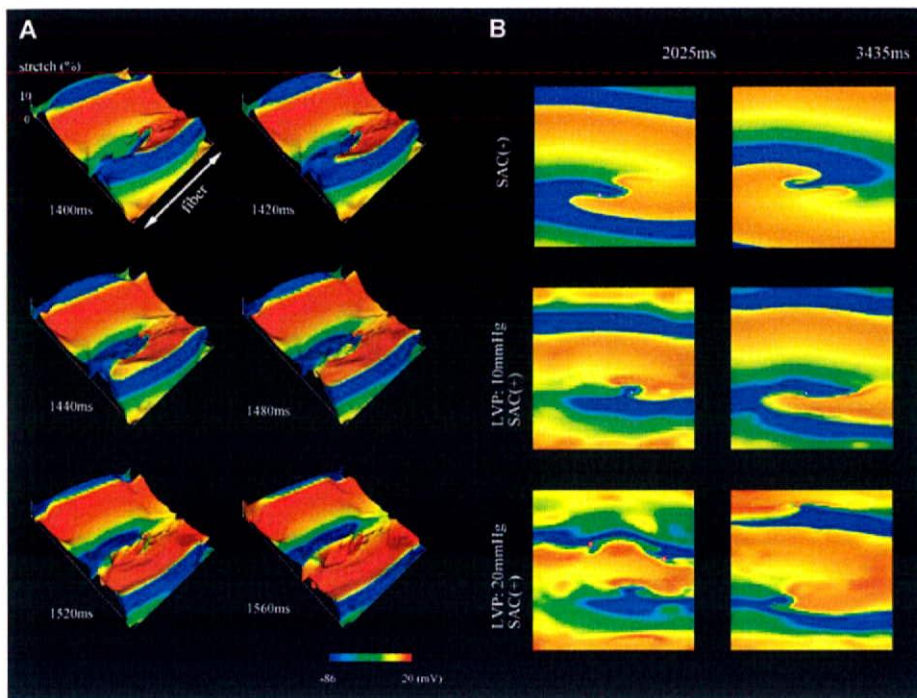 A
stretch (%)
10
0
fiber
1400ms
1420ms
1440ms
1480ms
1520ms
1560ms
-86
20 (mV)
B
2025ms
3435ms
SAC(-)
LVP: 10mmHg
SAC(+)
LVP: 20mmHg
SAC(+)